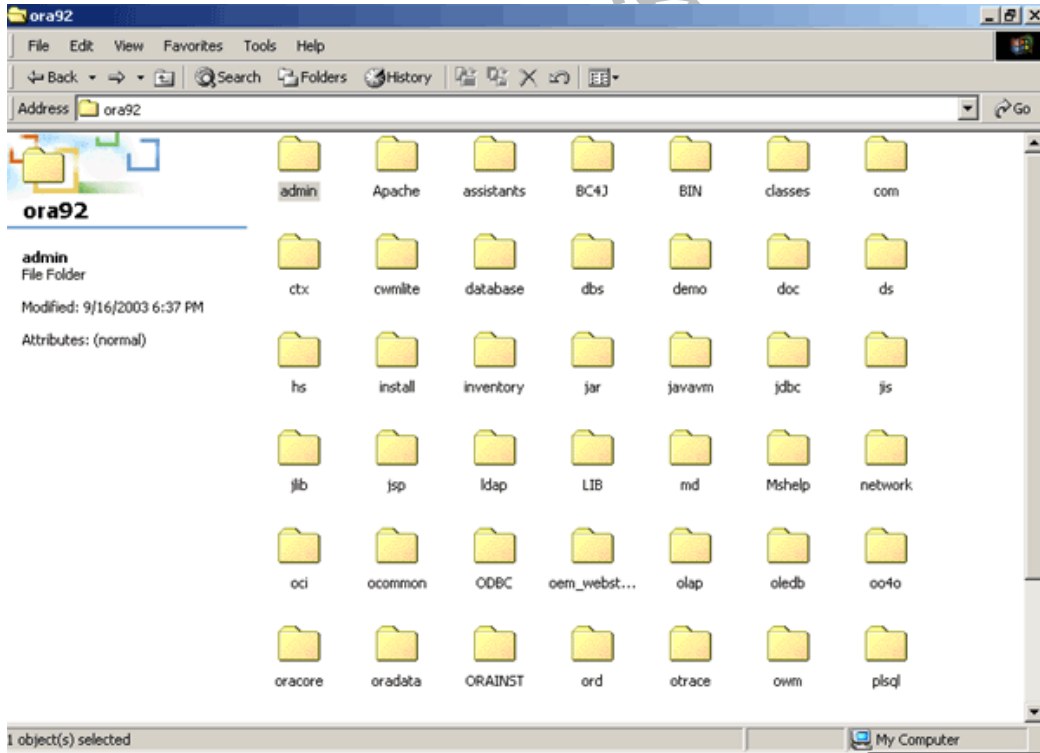 ora92
File Edit View Favorites Tools Help
Back Search Folders History
Address ora92 Go
ora92
admin
File Folder
Modified: 9/16/2003 6:37 PM
Attributes: (normal)
admin Apache assistants BC4J BIN classes com
ctx cwmlite database dbs demo doc ds
hs install inventory jar javavm jdbc jis
jlib jsp ldap LIB md Mshelp network
oci ocommon ODBC oem_webst... olap oledb oo4o
oracore oradata ORAINST ord otrace owm plsql
1 object(s) selected My Computer